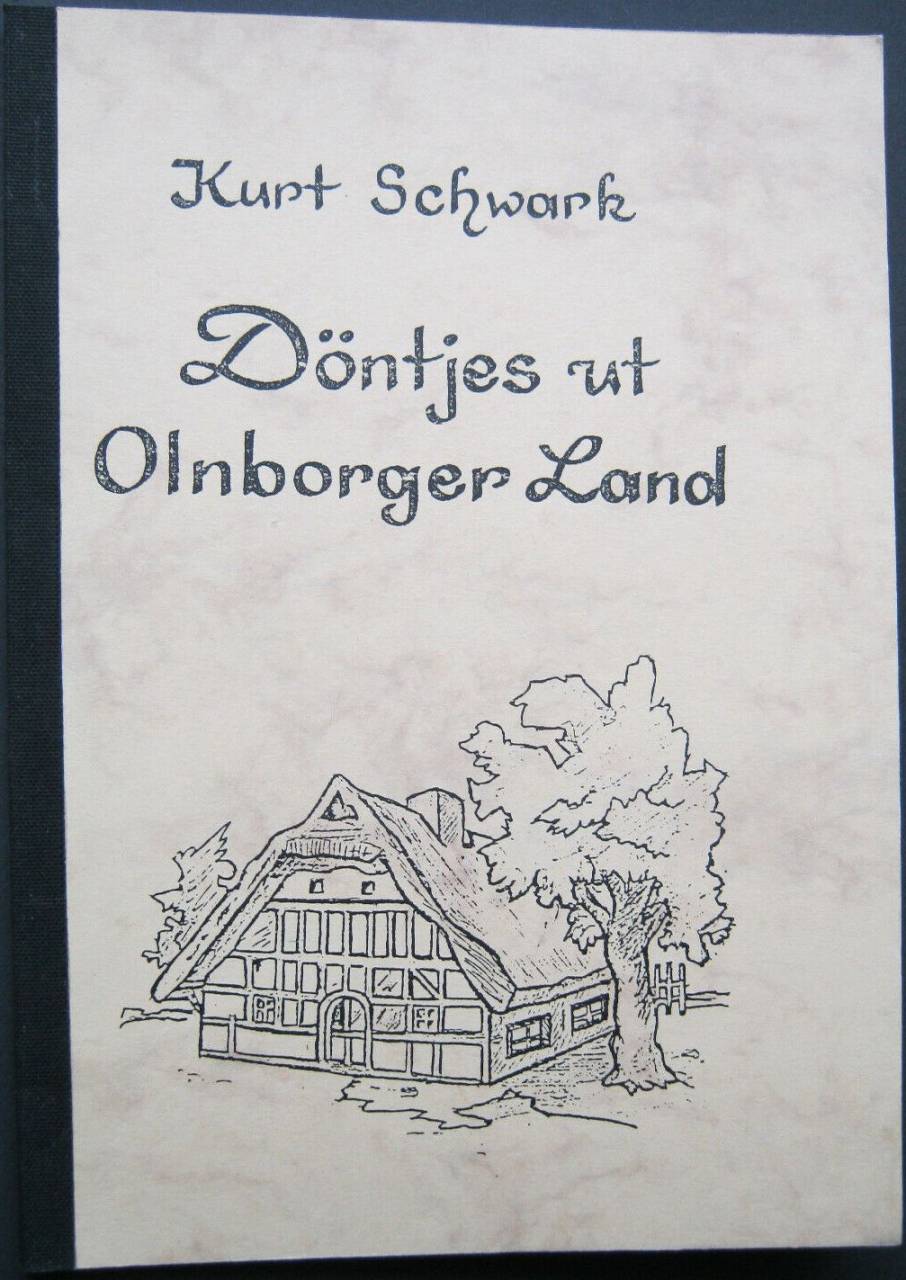 Kurt Schwark
Döntjes ut
Olnborger Land